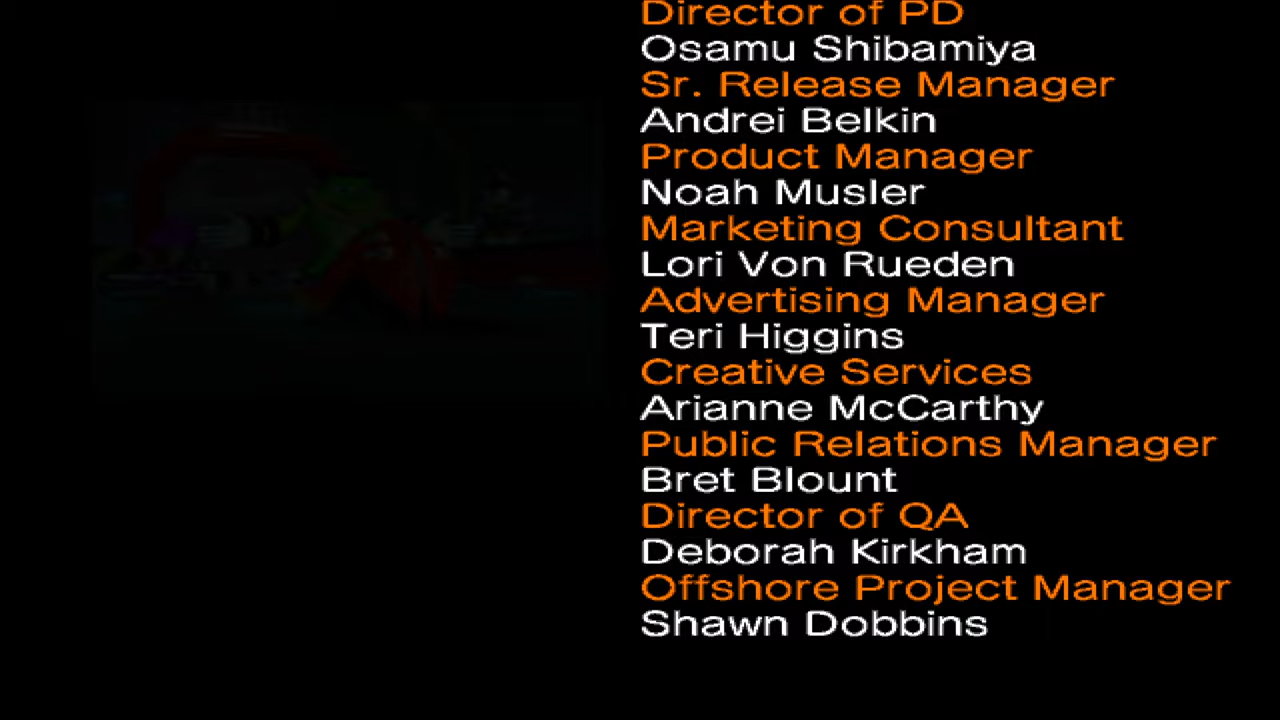 Director of PD
Osamu Shibamiya
Sr. Release Manager
Andrei Belkin
Product Manager
Noah Musler
Marketing Consultant
Lori Von Rueden
Advertising Manager
Teri Higgins
Creative Services
Arianne McCarthy
Public Relations Manager
Bret Blount
Director of QA
Deborah Kirkham
Offshore Project Manager
Shawn Dobbins